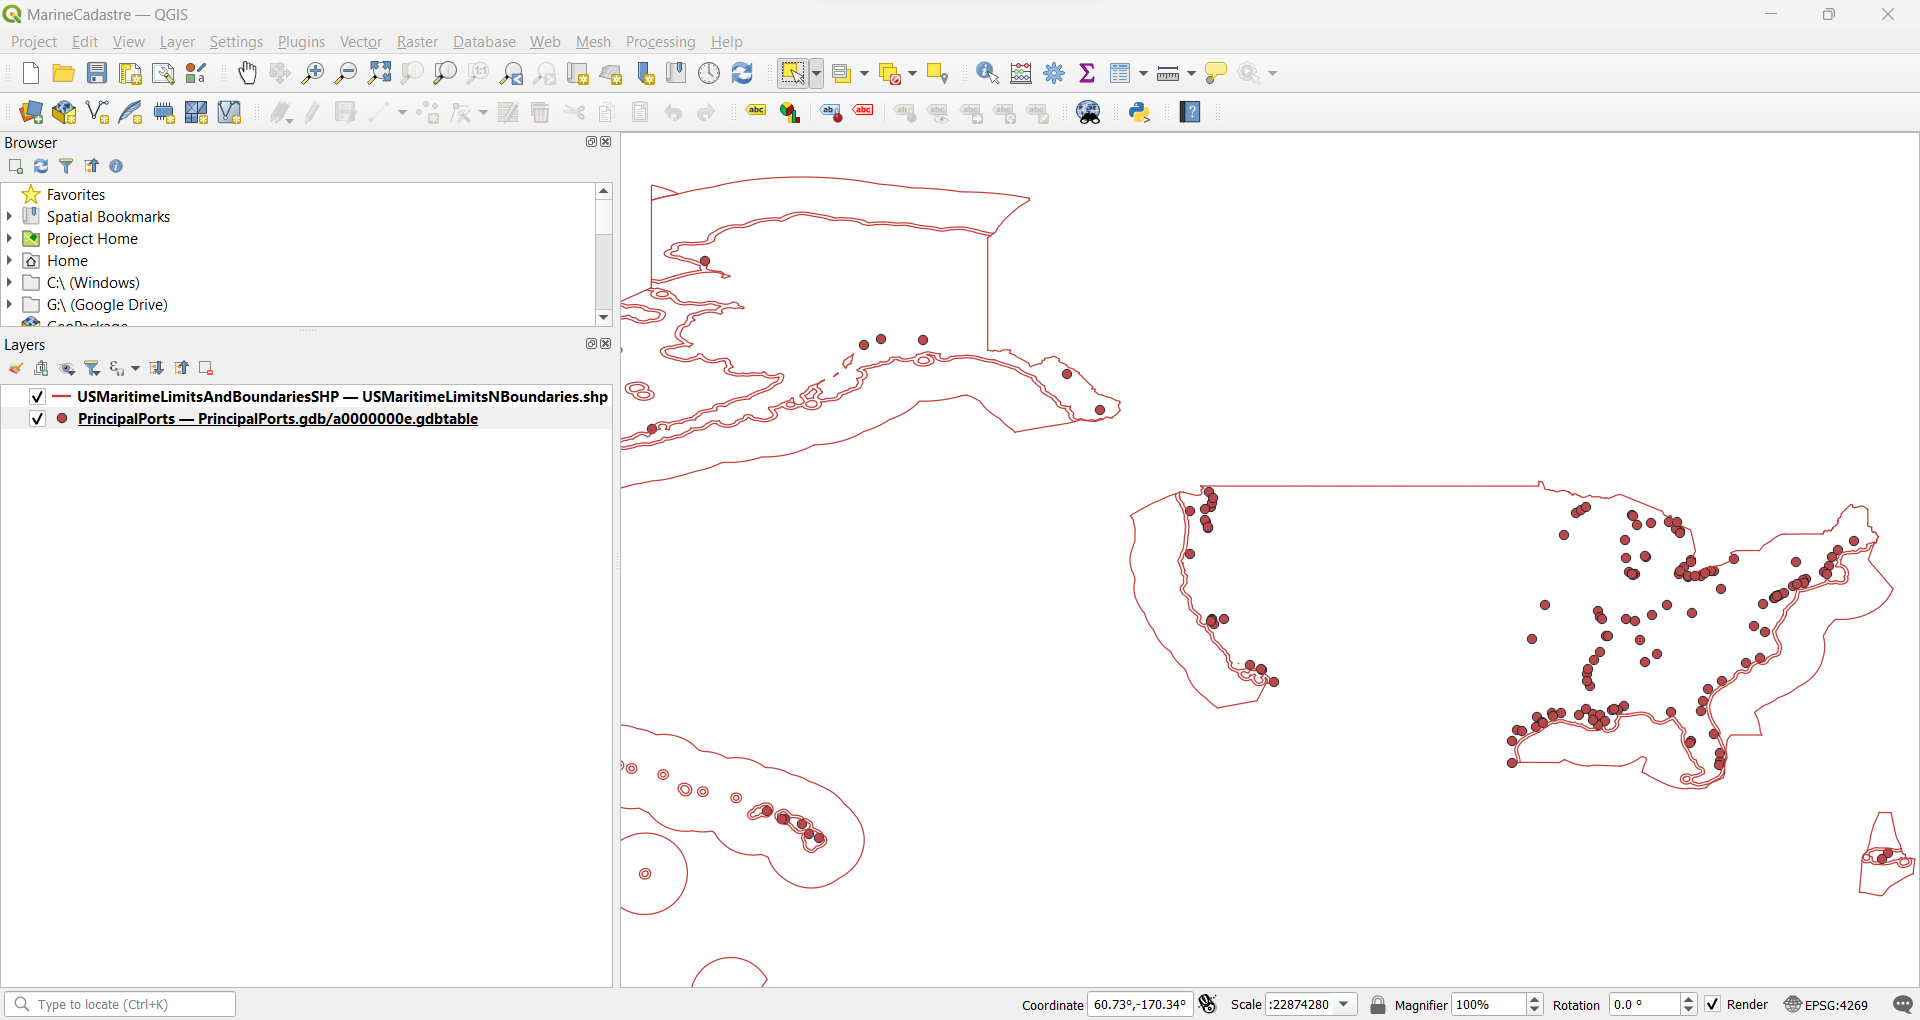 MarineCadastre — QGIS
Project Edit View Layer Settings Plugins Vector Raster Database Web Mesh Processing Help
Browser
Favorites
Spatial Bookmarks
Project Home
Home
C:\ (Windows)
G:\ (Google Drive)
GeoPackage
Layers
USMaritimeLimitsAndBoundariesSHP — USMaritimeLimitsNBoundaries.shp
PrincipalPorts — PrincipalPorts.gdb/a0000000e.gdbtable
Type to locate (Ctrl+K)
Coordinate 60.73°,-170.34° Scale :22874280 Magnifier 100% Rotation 0.0 ° Render EPSG:4269